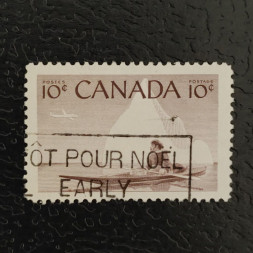 POSTES POSTAGE
10¢ CANADA 10¢
ÔT POUR NOËL
EARLY